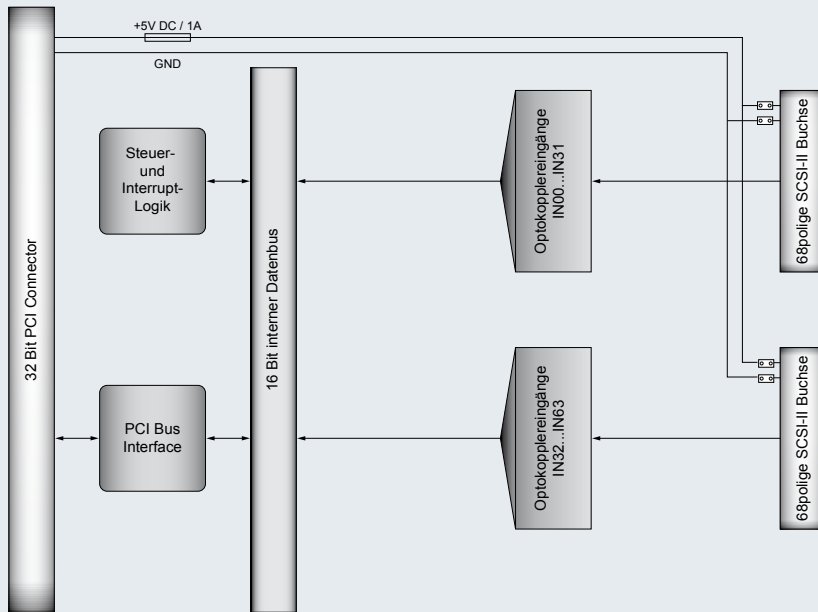 +5V DC / 1A
GND
32 Bit PCI Connector
Steuer-
und
Interrupt-
Logik
PCI Bus
Interface
16 Bit interner Datenbus
Optokopplereingänge
IN00...IN31
Optokopplereingänge
IN32...IN63
68polige SCSI-II Buchse
68polige SCSI-II Buchse